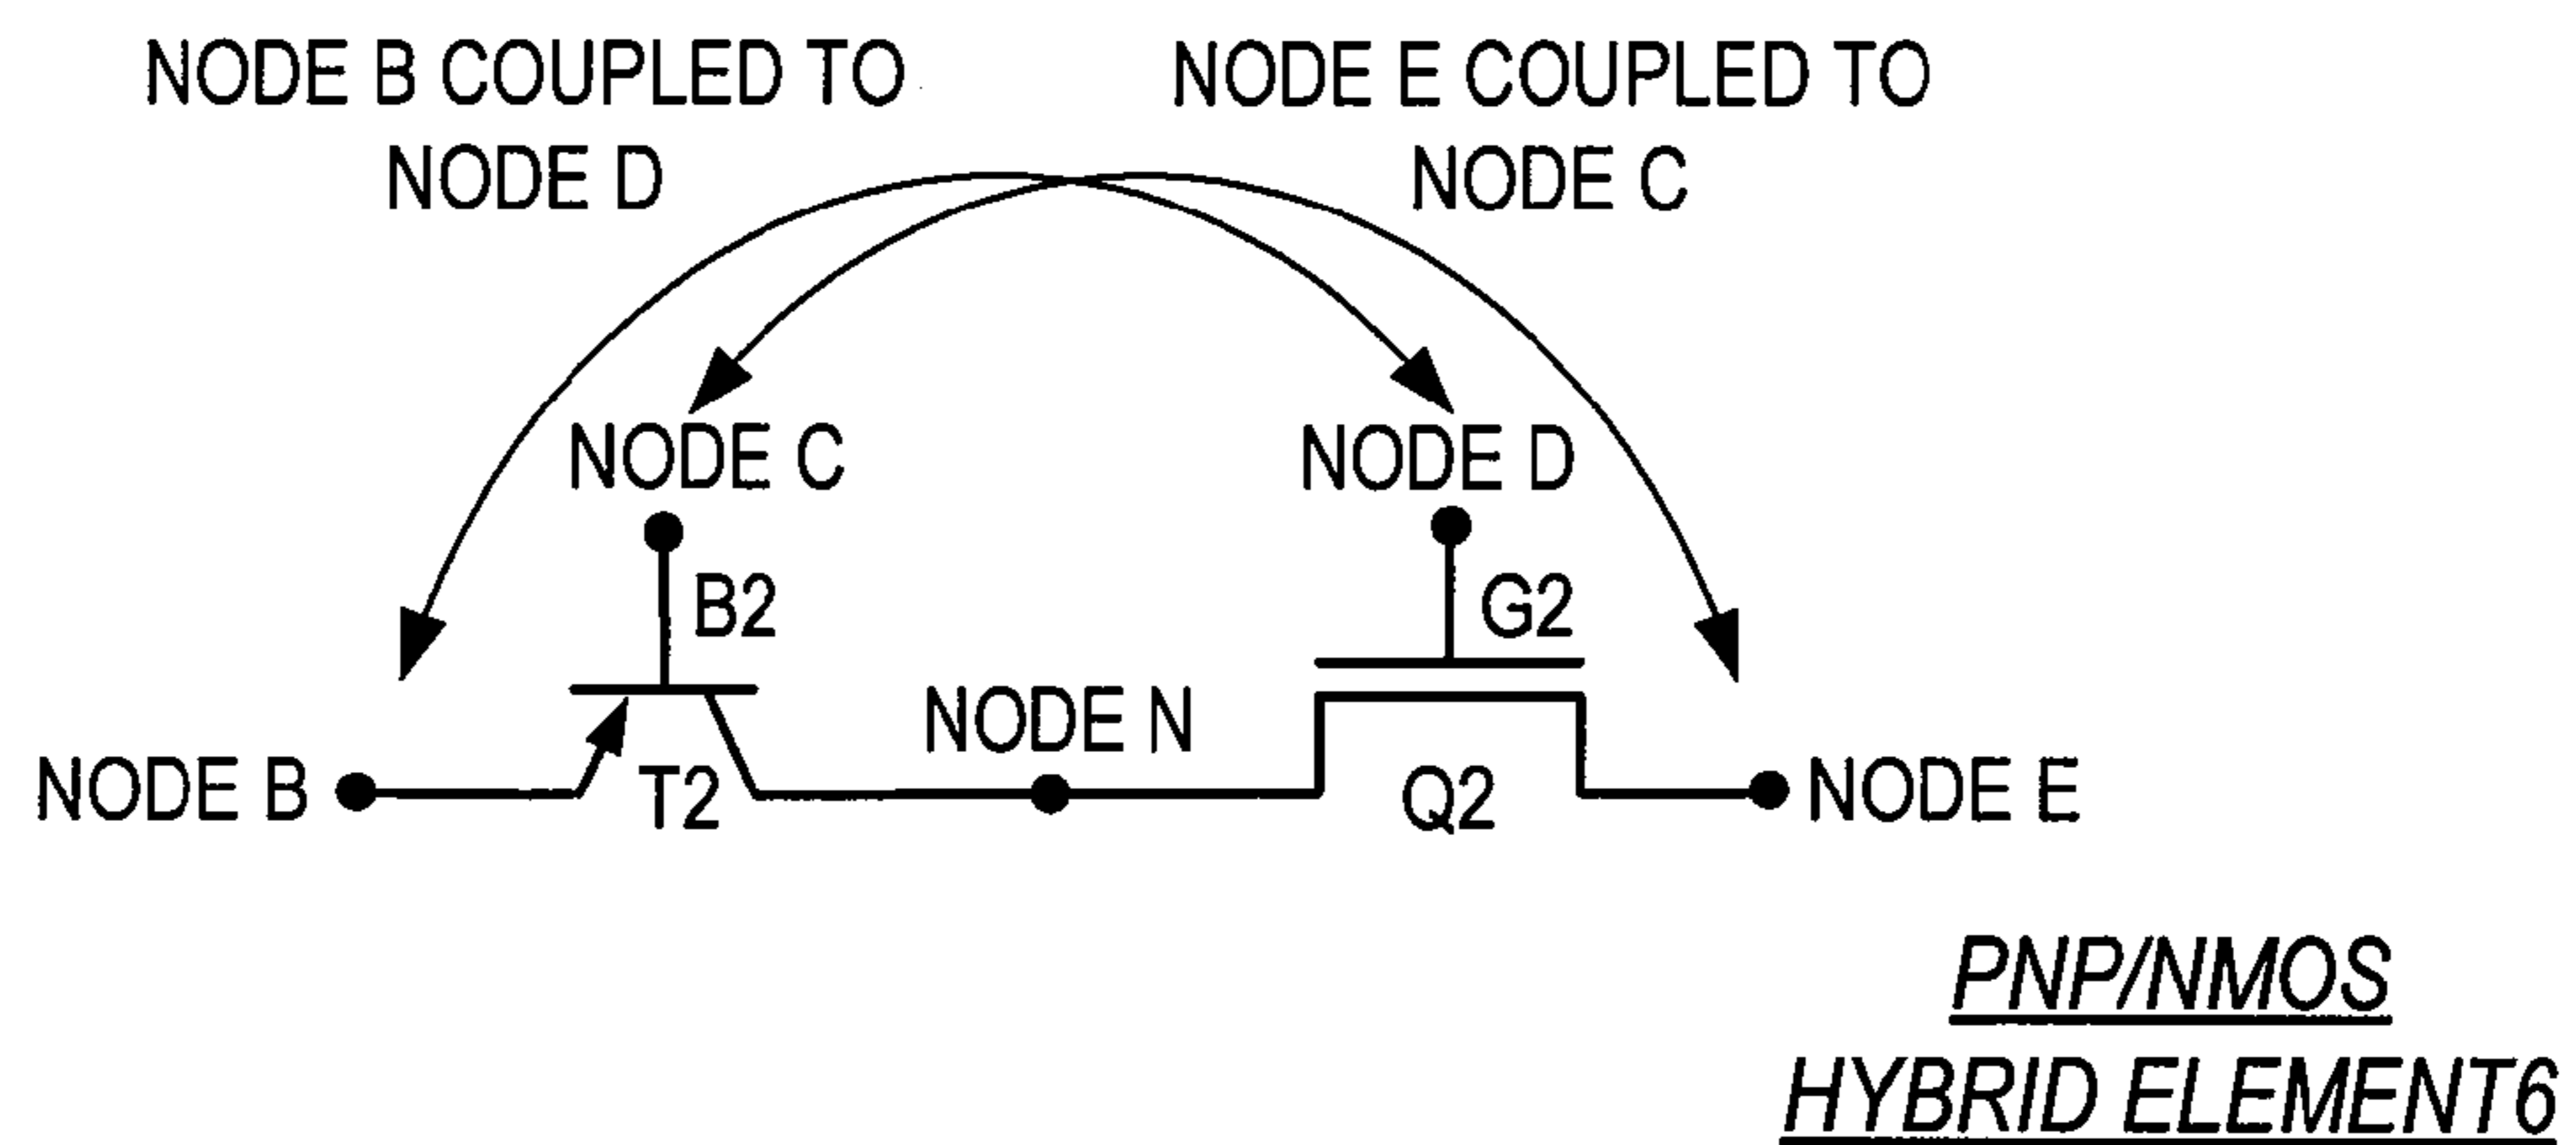 NODE B COUPLED TO
NODE D
NODE E COUPLED TO
NODE C
NODE C
NODE D
B2
G2
NODE N
NODE B
T2
Q2
NODE E
PNP/NMOS
HYBRID ELEMENT6